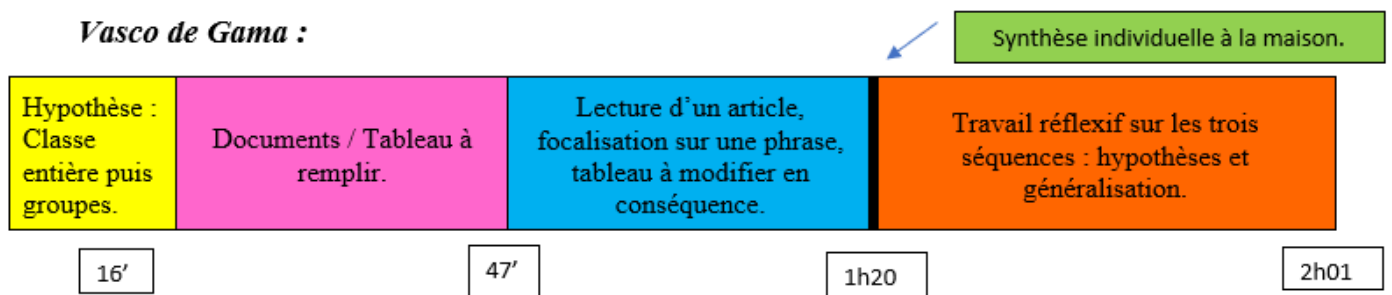 Vasco de Gama :
Synthèse individuelle à la maison.
Hypothèse :
Classe
entière puis
groupes.
Documents / Tableau à
remplir.
Lecture d’un article,
focalisation sur une phrase,
tableau à modifier en
conséquence.
Travail réflexif sur les trois
séquences : hypothèses et
généralisation.
16’
47’
1h20
2h01